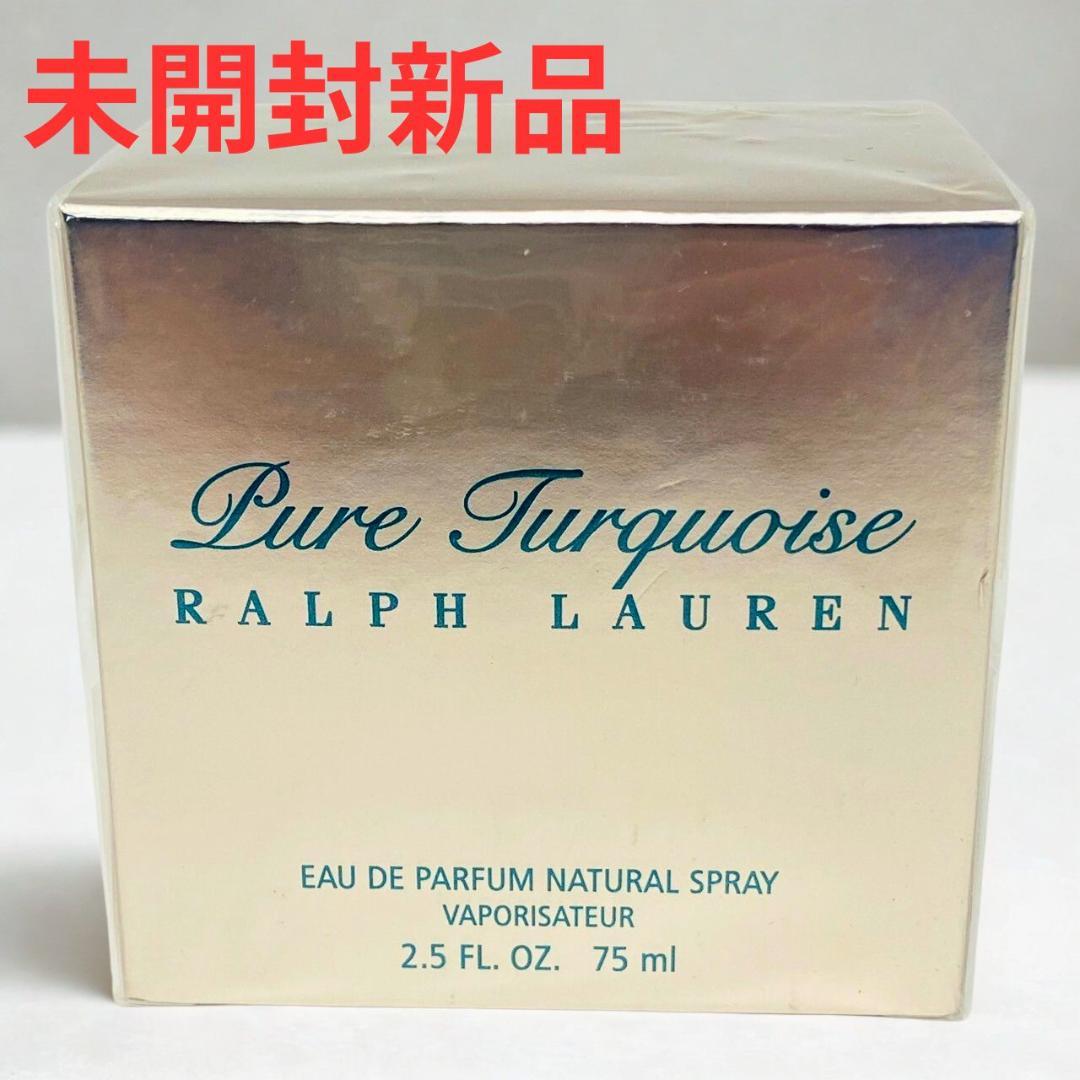 未開封新品
Pure Turquoise
RALPH LAUREN
EAU DE PARFUM NATURAL SPRAY
VAPORISATEUR
2.5 FL. OZ. 75 ml